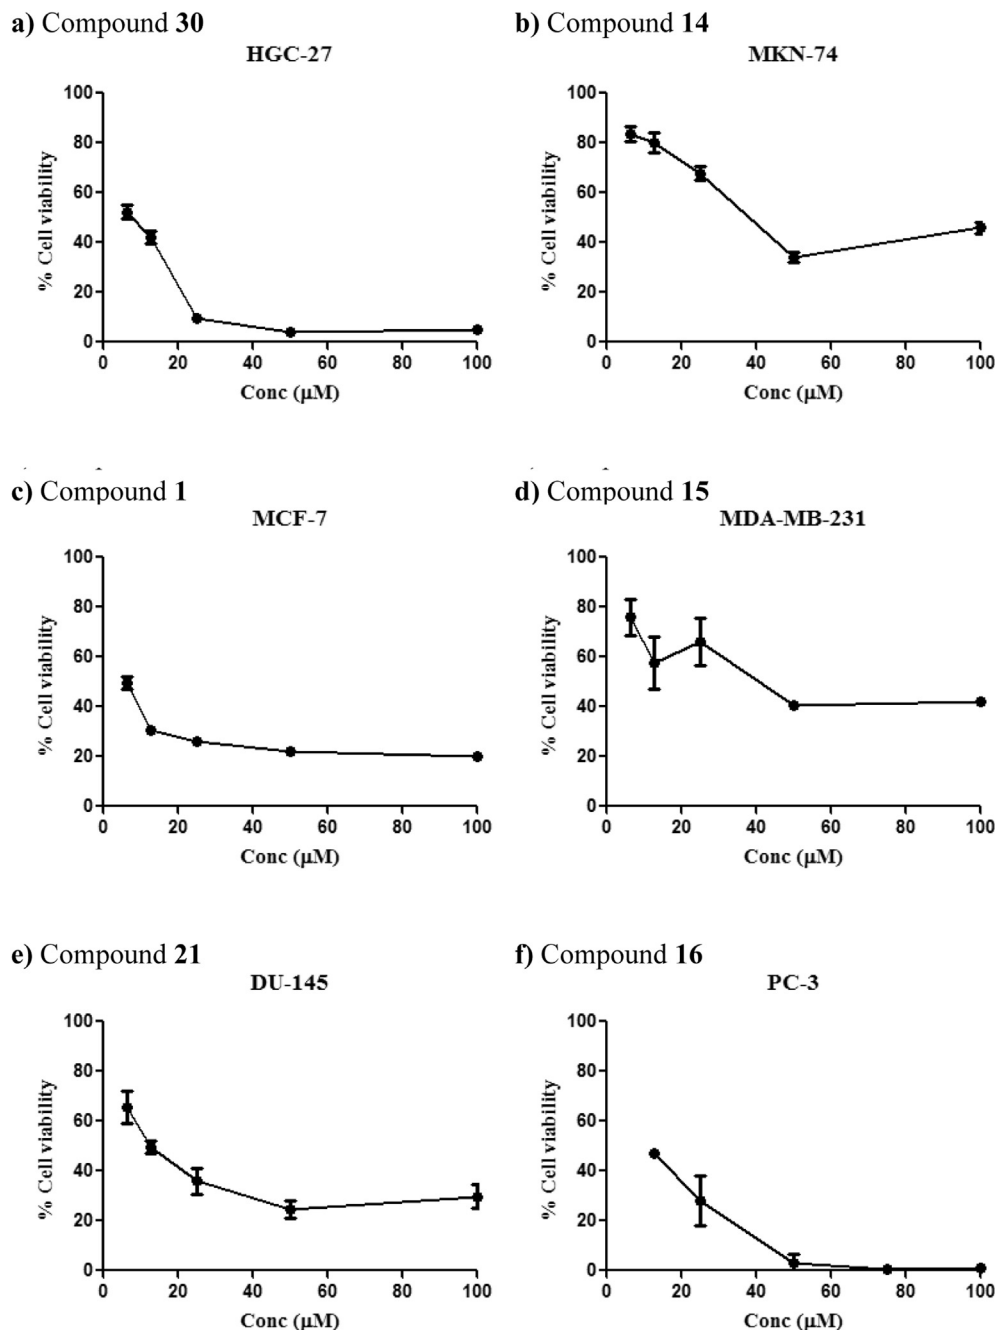 a) Compound 30
HGC-27
100
80
60
40
20
0
% Cell viability
0 20 40 60 80 100
Conc (µM)
b) Compound 14
MKN-74
100
80
60
40
20
0
% Cell viability
0 20 40 60 80 100
Conc (µM)
c) Compound 1
MCF-7
100
80
60
40
20
0
% Cell viability
0 20 40 60 80 100
Conc (µM)
d) Compound 15
MDA-MB-231
100
80
60
40
20
0
% Cell viability
0 20 40 60 80 100
Conc (µM)
e) Compound 21
DU-145
100
80
60
40
20
0
% Cell viability
0 20 40 60 80 100
Conc (µM)
f) Compound 16
PC-3
100
80
60
40
20
0
% Cell viability
0 20 40 60 80 100
Conc (µM)